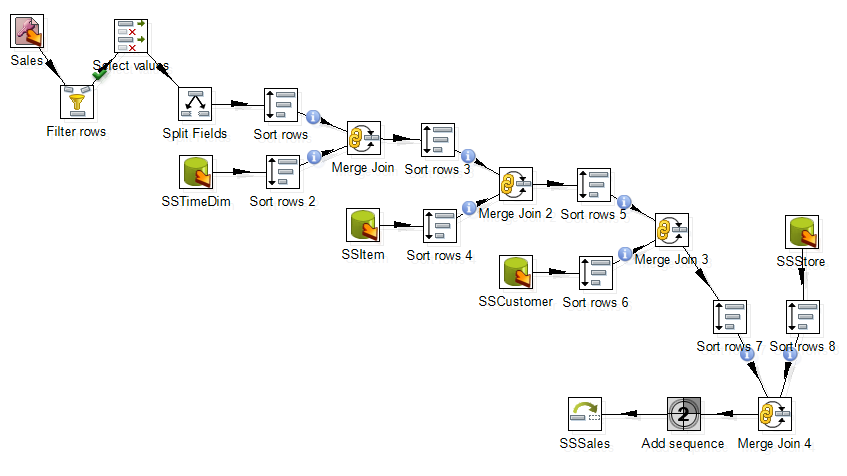 Sales
Select values
Filter rows
Split Fields
Sort rows
SSTimeDim
Sort rows 2
Merge Join
Sort rows 3
SSItem
Sort rows 4
Merge Join 2
Sort rows 5
SSCustomer
Sort rows 6
Merge Join 3
SSStore
Sort rows 7
Sort rows 8
SSSales
2
Add sequence
Merge Join 4